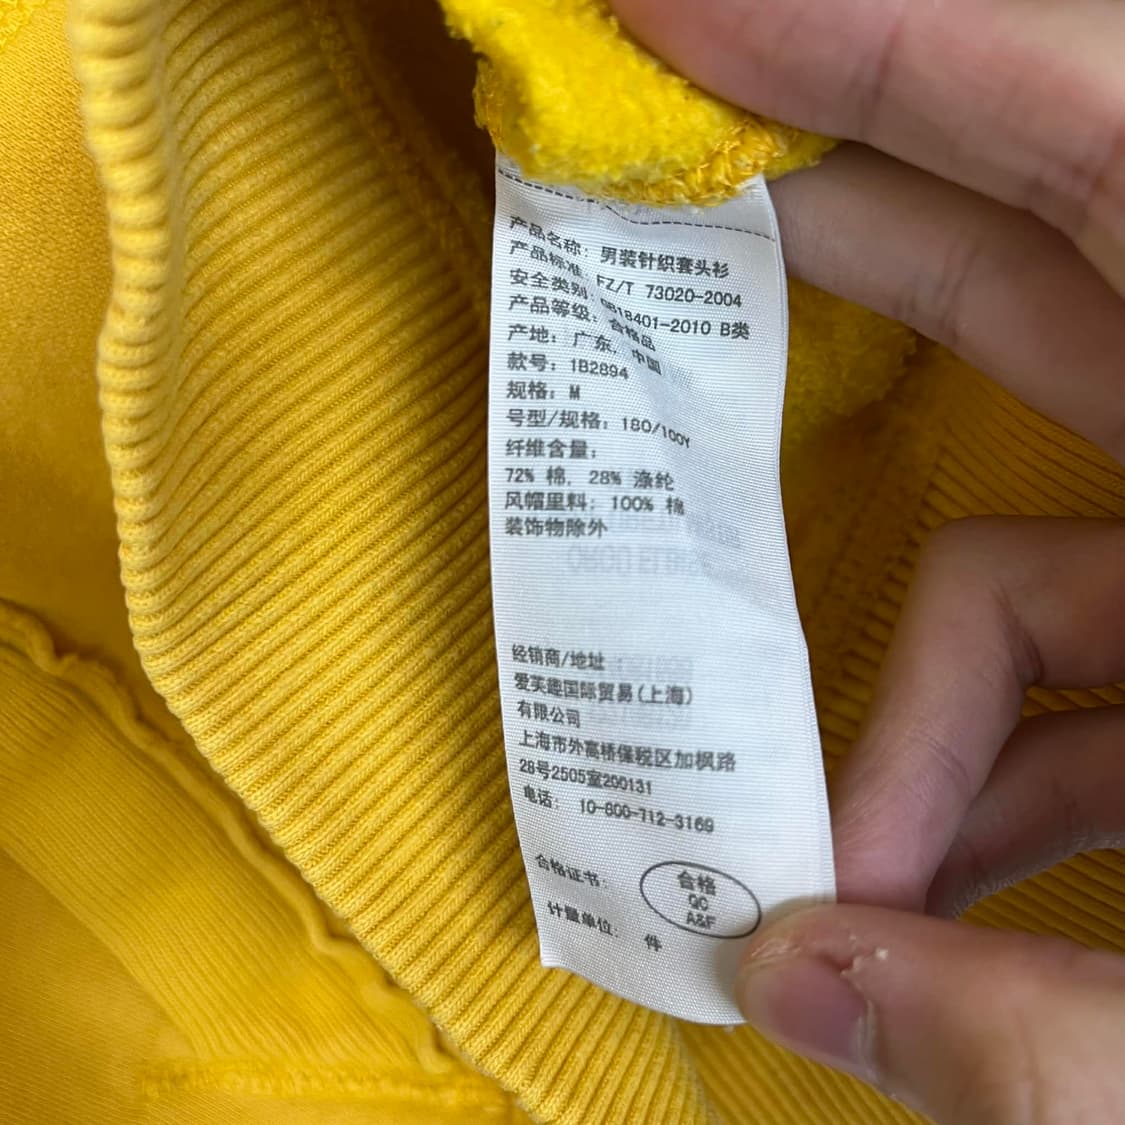 产品名称: 男装针织套头衫
产品标准: FZ/T 73020-2004
安全类别: GB18401-2010 B类
产品等级: 合格品
产地: 广东, 中国
款号: 1B2894
规格: M
号型/规格: 180/100Y
纤维含量:
72% 棉, 28% 涤纶
风帽里料: 100% 棉
装饰物除外
经销商/地址
爱芙趣国际贸易(上海)
有限公司
上海市外高桥保税区加枫路
28号2505室200131
电话: 10-800-712-3169
合格证书:
合格
QC
A&F
计量单位: 件